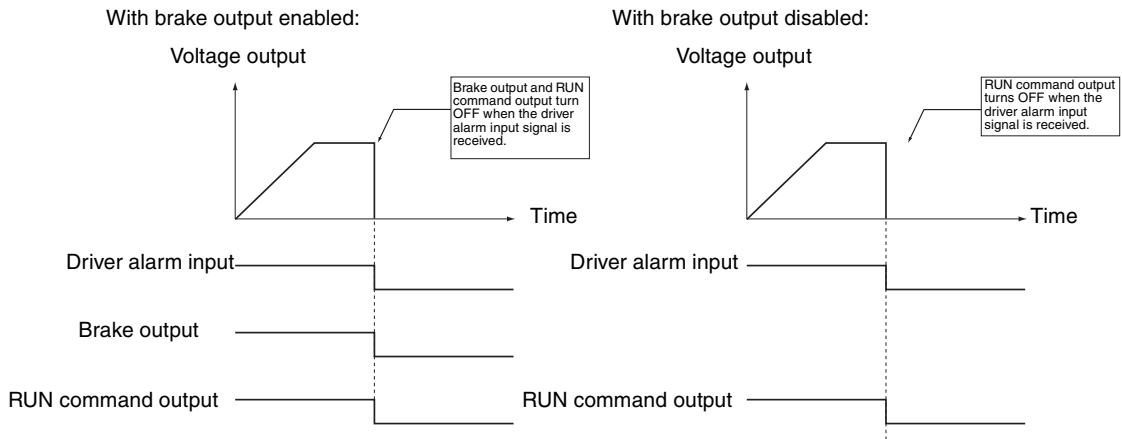 With brake output enabled:
Voltage output
Brake output and RUN
command output turn
OFF when the driver
alarm input signal is
received.
Time
Driver alarm input
Brake output
RUN command output
With brake output disabled:
Voltage output
RUN command output
turns OFF when the
driver alarm input
signal is received.
Time
Driver alarm input
RUN command output